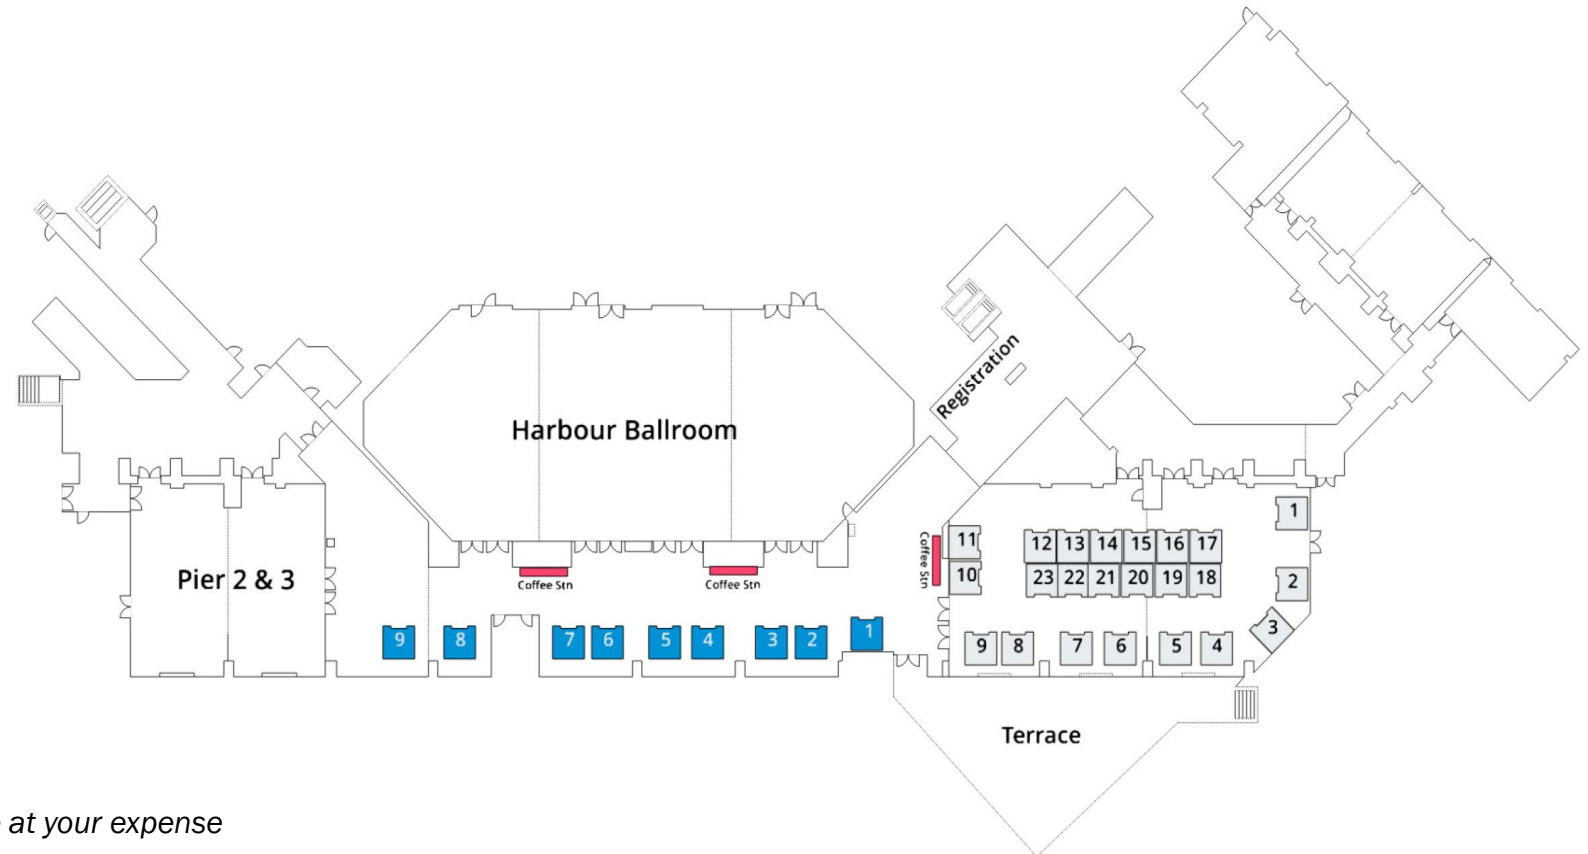 Registration
Harbour Ballroom
1
11 12 13 14 15 16 17
Coffee Stn
Coffee Stn
Coffee Stn
10 23 22 21 20 19 18
2
Pier 2 & 3
9 8 7 6 5 4 3 2 1
3
9 8 7 6 5 4
Terrace
at your expense